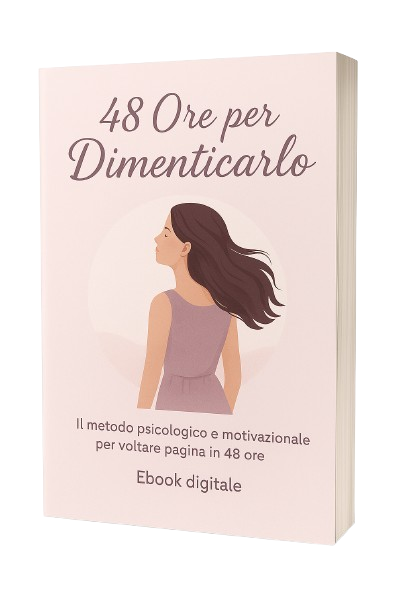 48 Ore per
Dimenticarlo
Il metodo psicologico e motivazionale
per voltare pagina in 48 ore
Ebook digitale